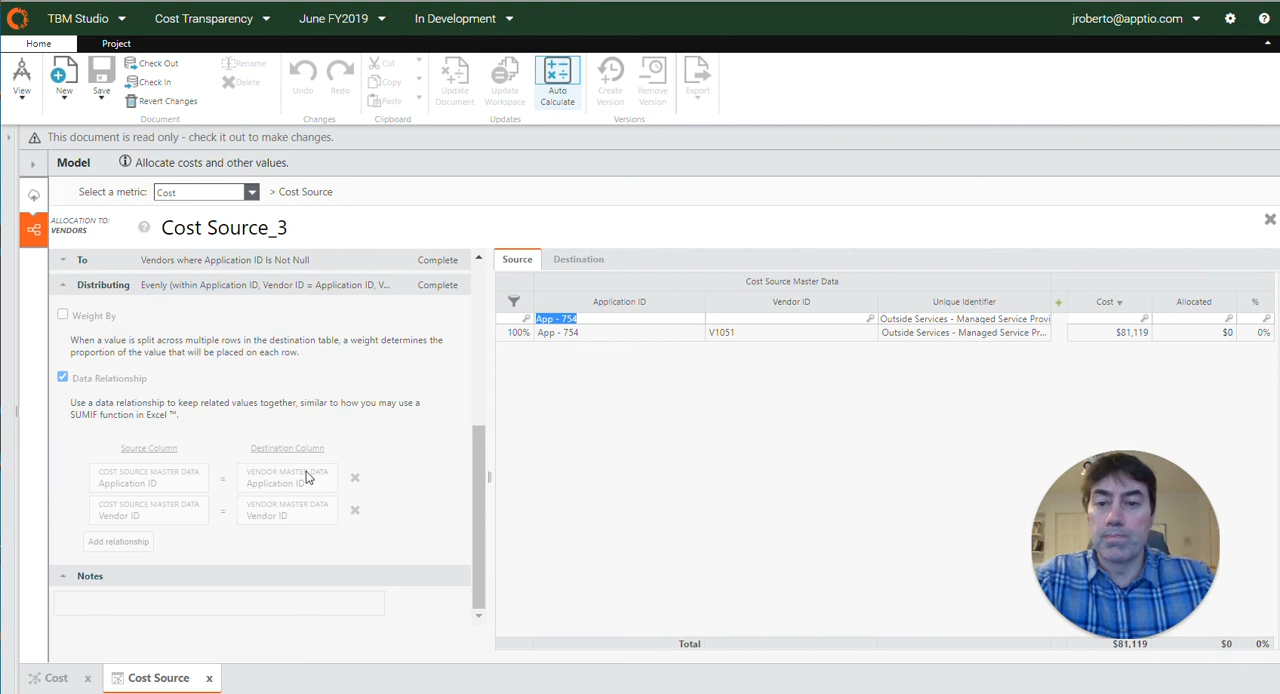 TBM Studio Cost Transparency June FY2019 In Development jroberto@apptio.com
Home Project
View New Save Check Out Check In Revert Changes Rename Delete Undo Redo Cut Copy Paste Update Document Update Workspace Auto Calculate Create Version Remove Version Export
Document Changes Clipboard Updates Versions
This document is read only - check it out to make changes.
Model Allocate costs and other values.
Select a metric: Cost > Cost Source
ALLOCATION TO:
VENDORS
Cost Source_3
To Vendors where Application ID Is Not Null Complete
Distributing Evenly (within Application ID, Vendor ID = Application ID, V... Complete
Weight By
When a value is split across multiple rows in the destination table, a weight determines the
proportion of the value that will be placed on each row.
Data Relationship
Use a data relationship to keep related values together, similar to how you may use a
SUMIF function in Excel ™.
Source Column Destination Column
COST SOURCE MASTER DATA VENDOR MASTER DATA
Application ID = Application ID
COST SOURCE MASTER DATA VENDOR MASTER DATA
Vendor ID = Vendor ID
Add relationship
Notes
Source Destination
Cost Source Master Data
Application ID Vendor ID Unique Identifier Cost Allocated %
App - 754 Outside Services - Managed Service Provi
100% App - 754 V1051 Outside Services - Managed Service Pr... $81,119 $0 0%
Total $81,119 $0 0%
Cost Cost Source